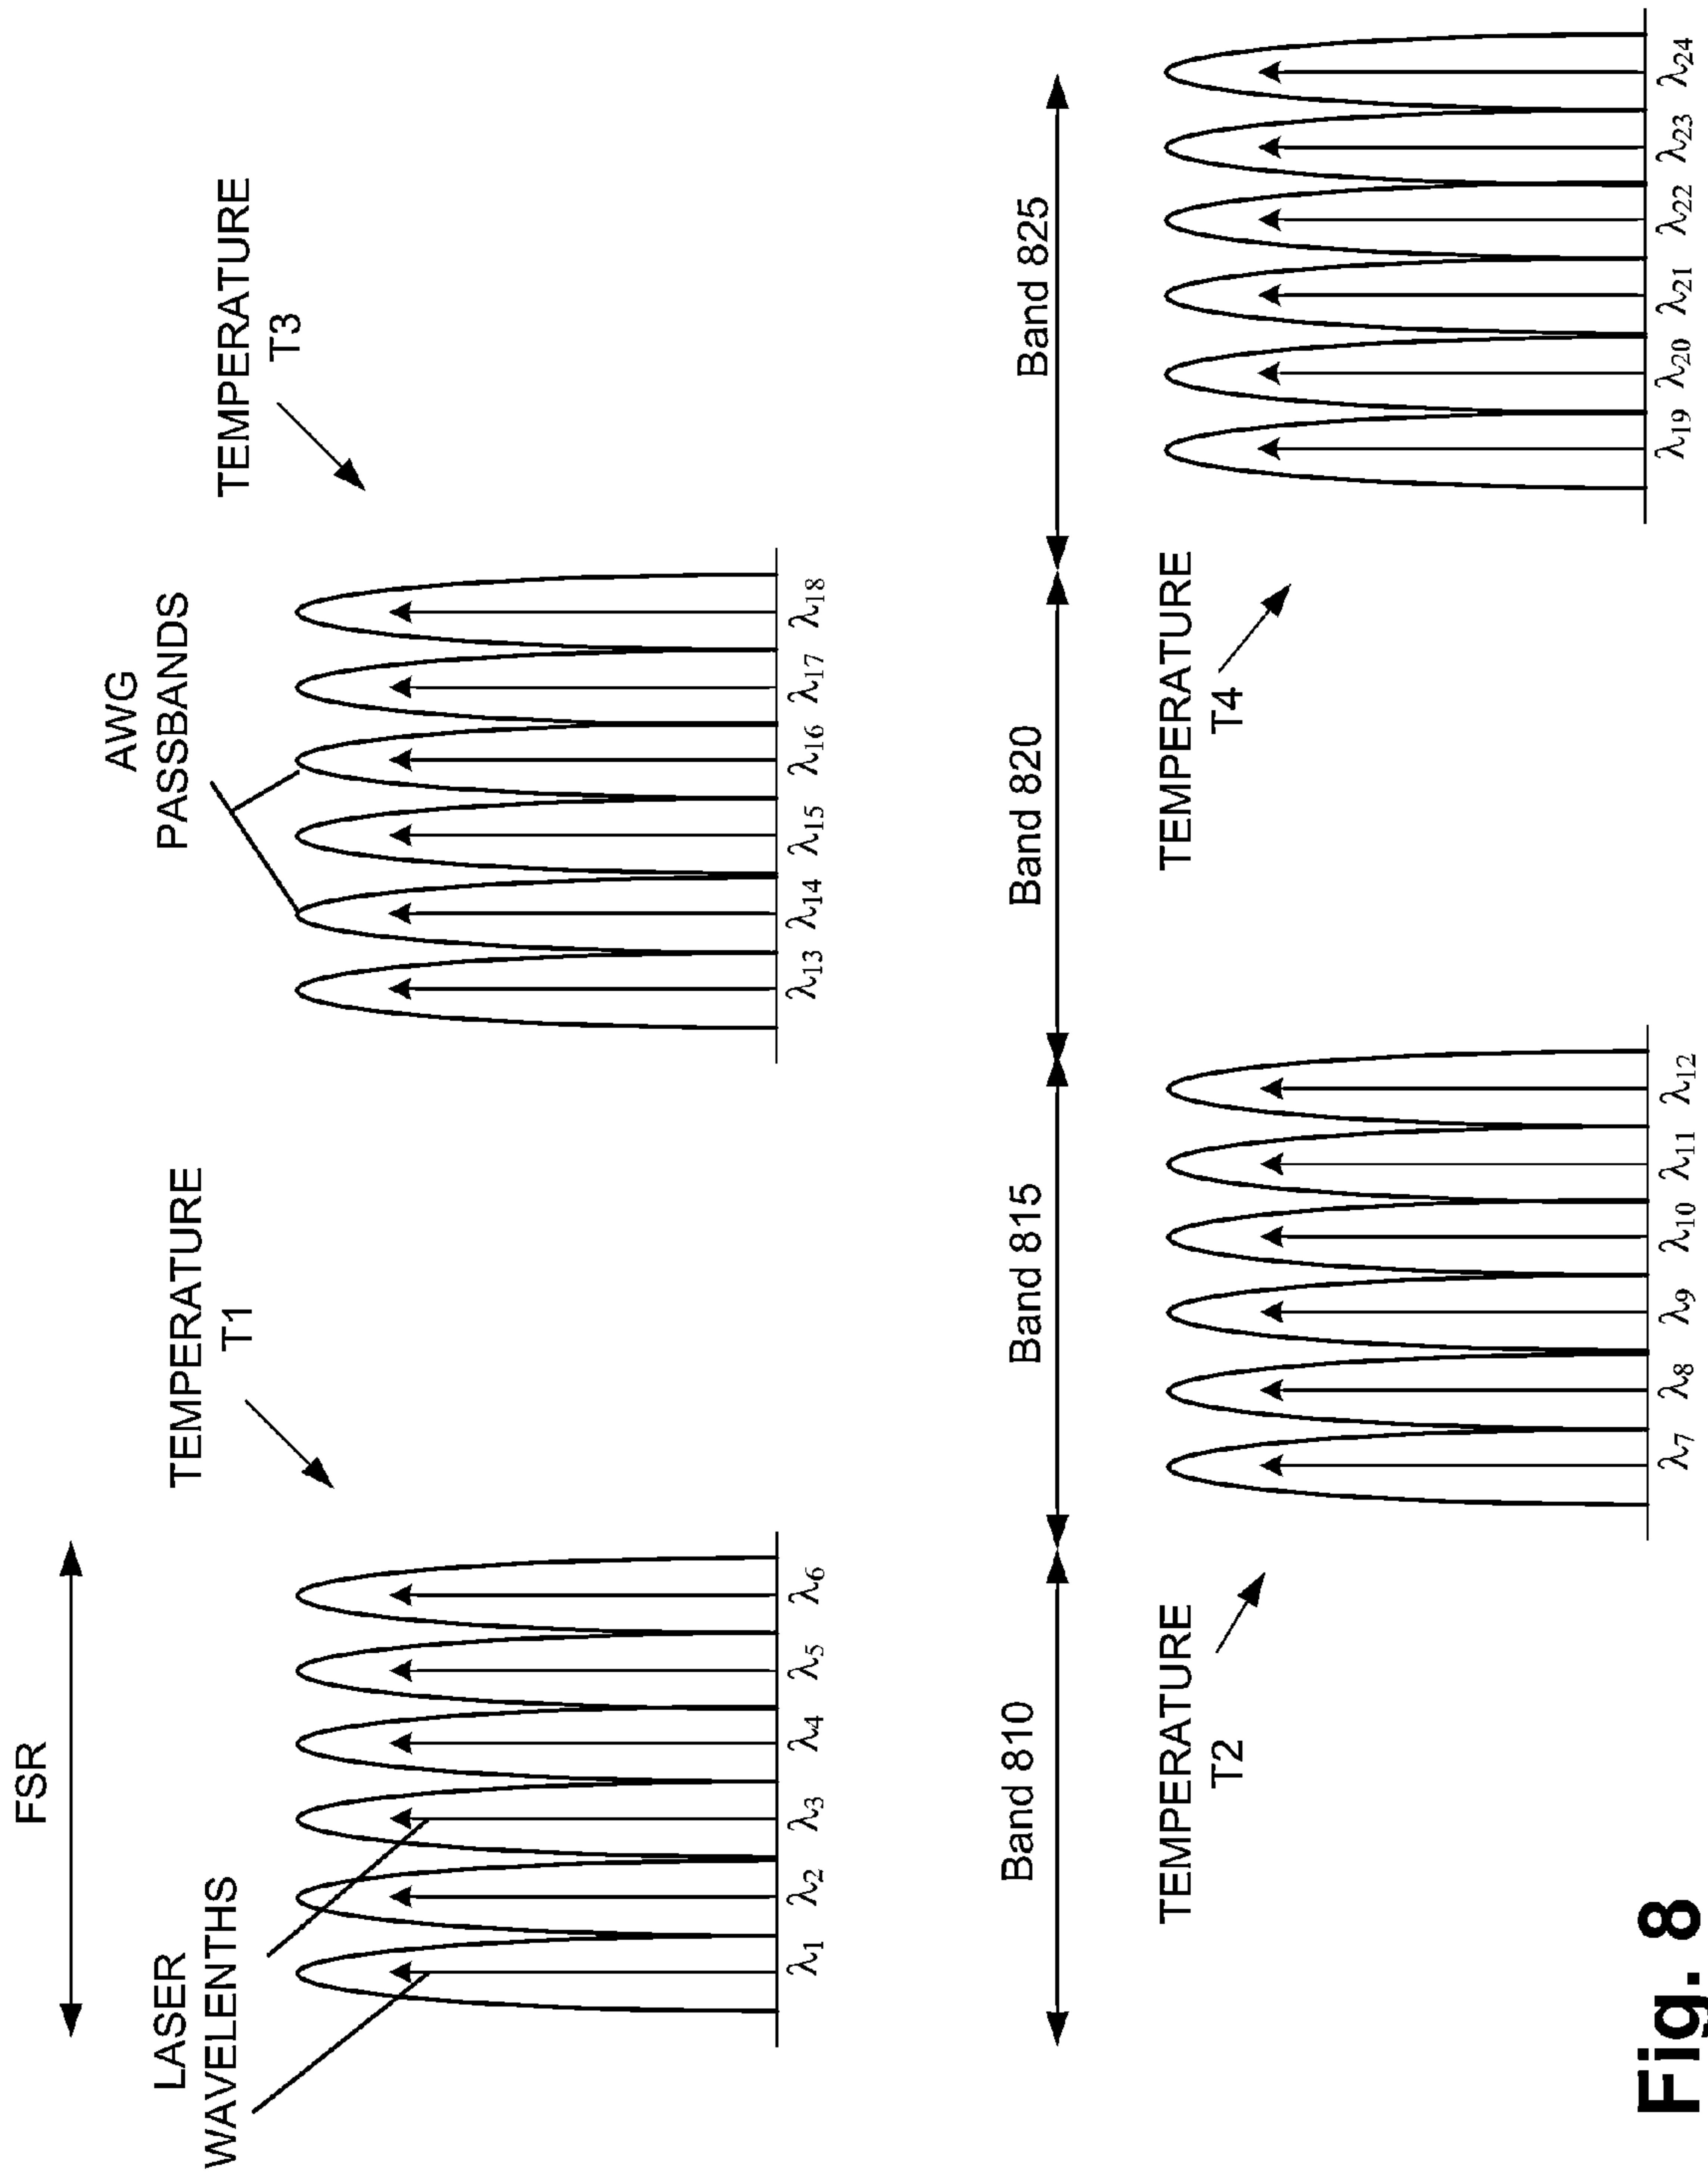 FSR
LASER
WAVELENTHS
TEMPERATURE
T1
AWG
PASSBANDS
TEMPERATURE
T3
λ1 λ2 λ3 λ4 λ5 λ6
λ13 λ14 λ15 λ16 λ17 λ18
Band 810 Band 815 Band 820 Band 825
TEMPERATURE
T2
TEMPERATURE
T4
λ7 λ8 λ9 λ10 λ11 λ12
λ19 λ20 λ21 λ22 λ23 λ24
Fig. 8